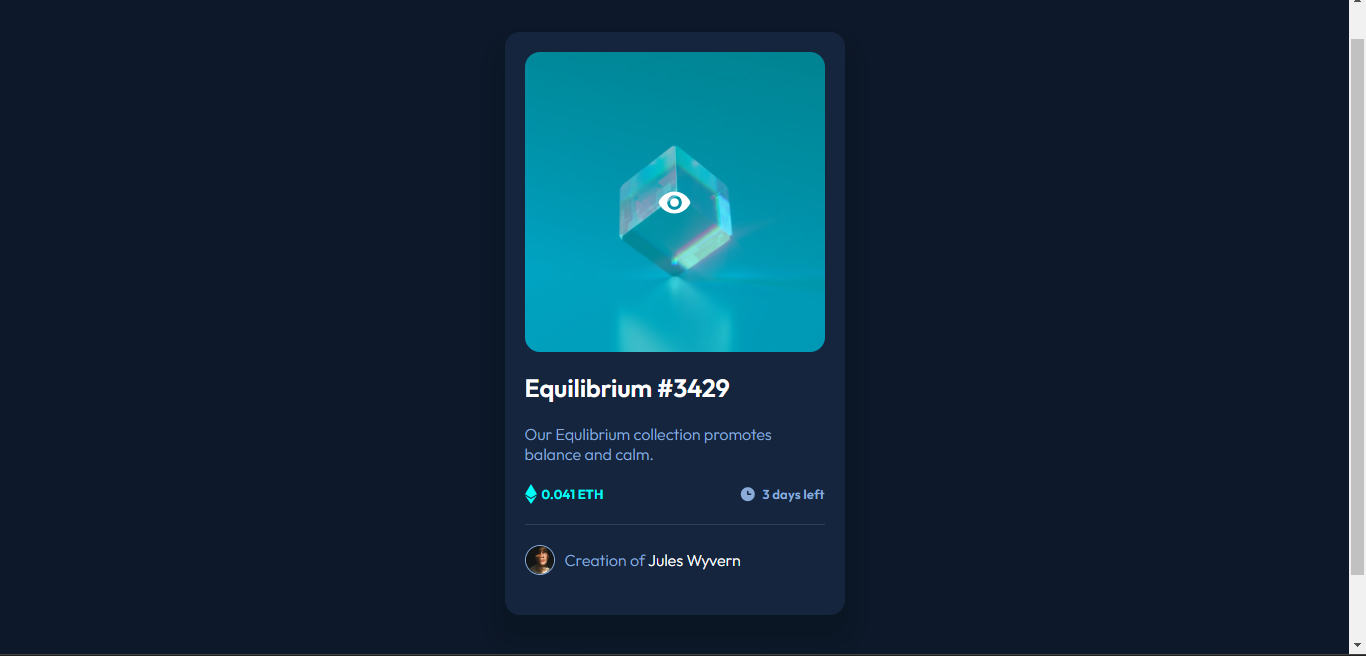 Equilibrium #3429
Our Equlibrium collection promotes
balance and calm.
0.041 ETH
3 days left
Creation of Jules Wyvern